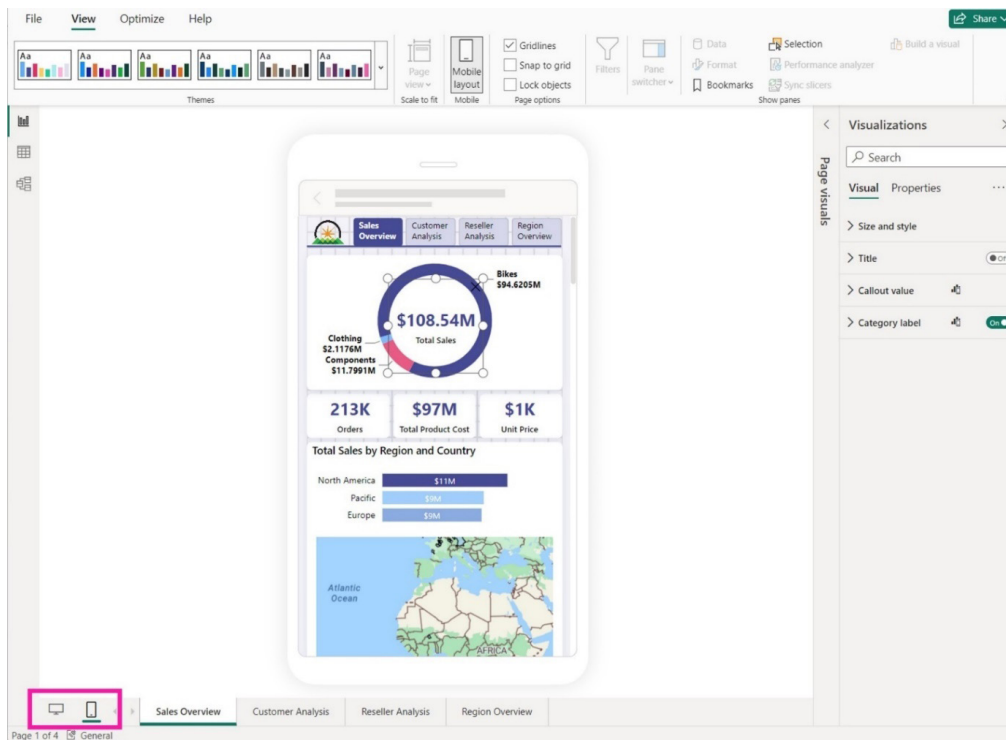 File View Optimize Help Share
Aa Aa Aa Aa Aa Aa
Themes
Page
view
Scale to fit
Mobile
layout
Mobile
Gridlines
Snap to grid
Lock objects
Page options
Filters
Pane
switcher
Data
Format
Bookmarks
Selection
Performance analyzer
Sync slicers
Build a visual
Show panes
Page visuals
Visualizations
Search
Visual Properties
Size and style
Title
Callout value
Category label On
Sales
Overview
Customer
Analysis
Reseller
Analysis
Region
Overview
Bikes
$94.6205M
$108.54M
Total Sales
Clothing
$2.1176M
Components
$11.7991M
213K
Orders
$97M
Total Product Cost
$1K
Unit Price
Total Sales by Region and Country
North America $11M
Pacific $9M
Europe $9M
Atlantic
Ocean
AFRICA
Sales Overview Customer Analysis Reseller Analysis Region Overview
Page 1 of 4 General